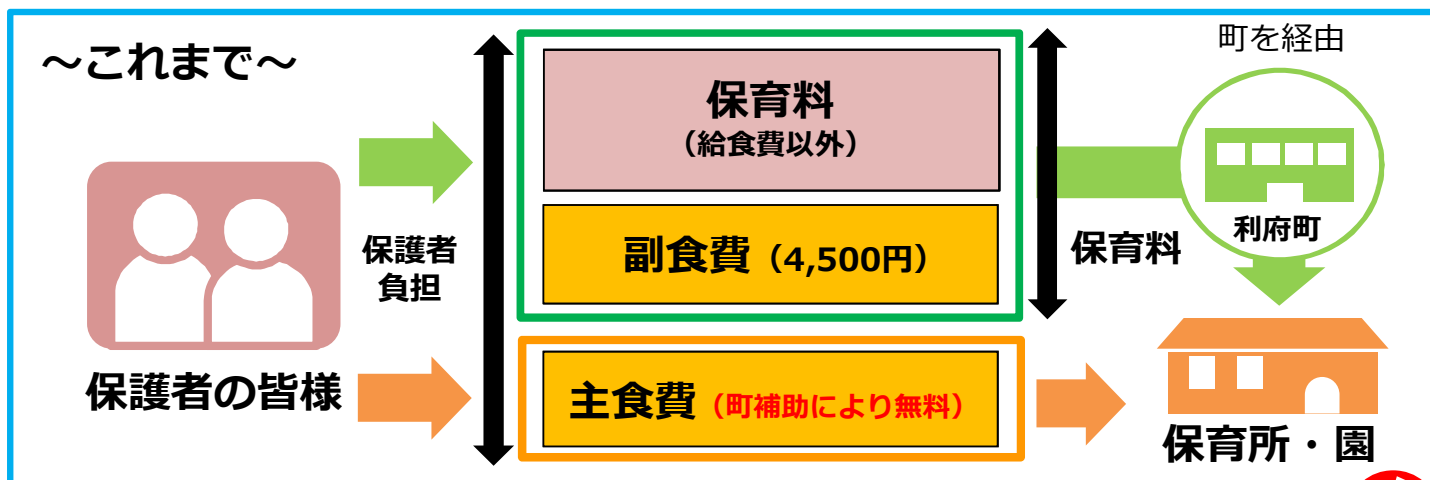 ～これまで～
町を経由
保育料
（給食費以外）
副食費（4,500円）
保護者
負担
保育料
利府町
主食費（町補助により無料）
保護者の皆様
保育所・園